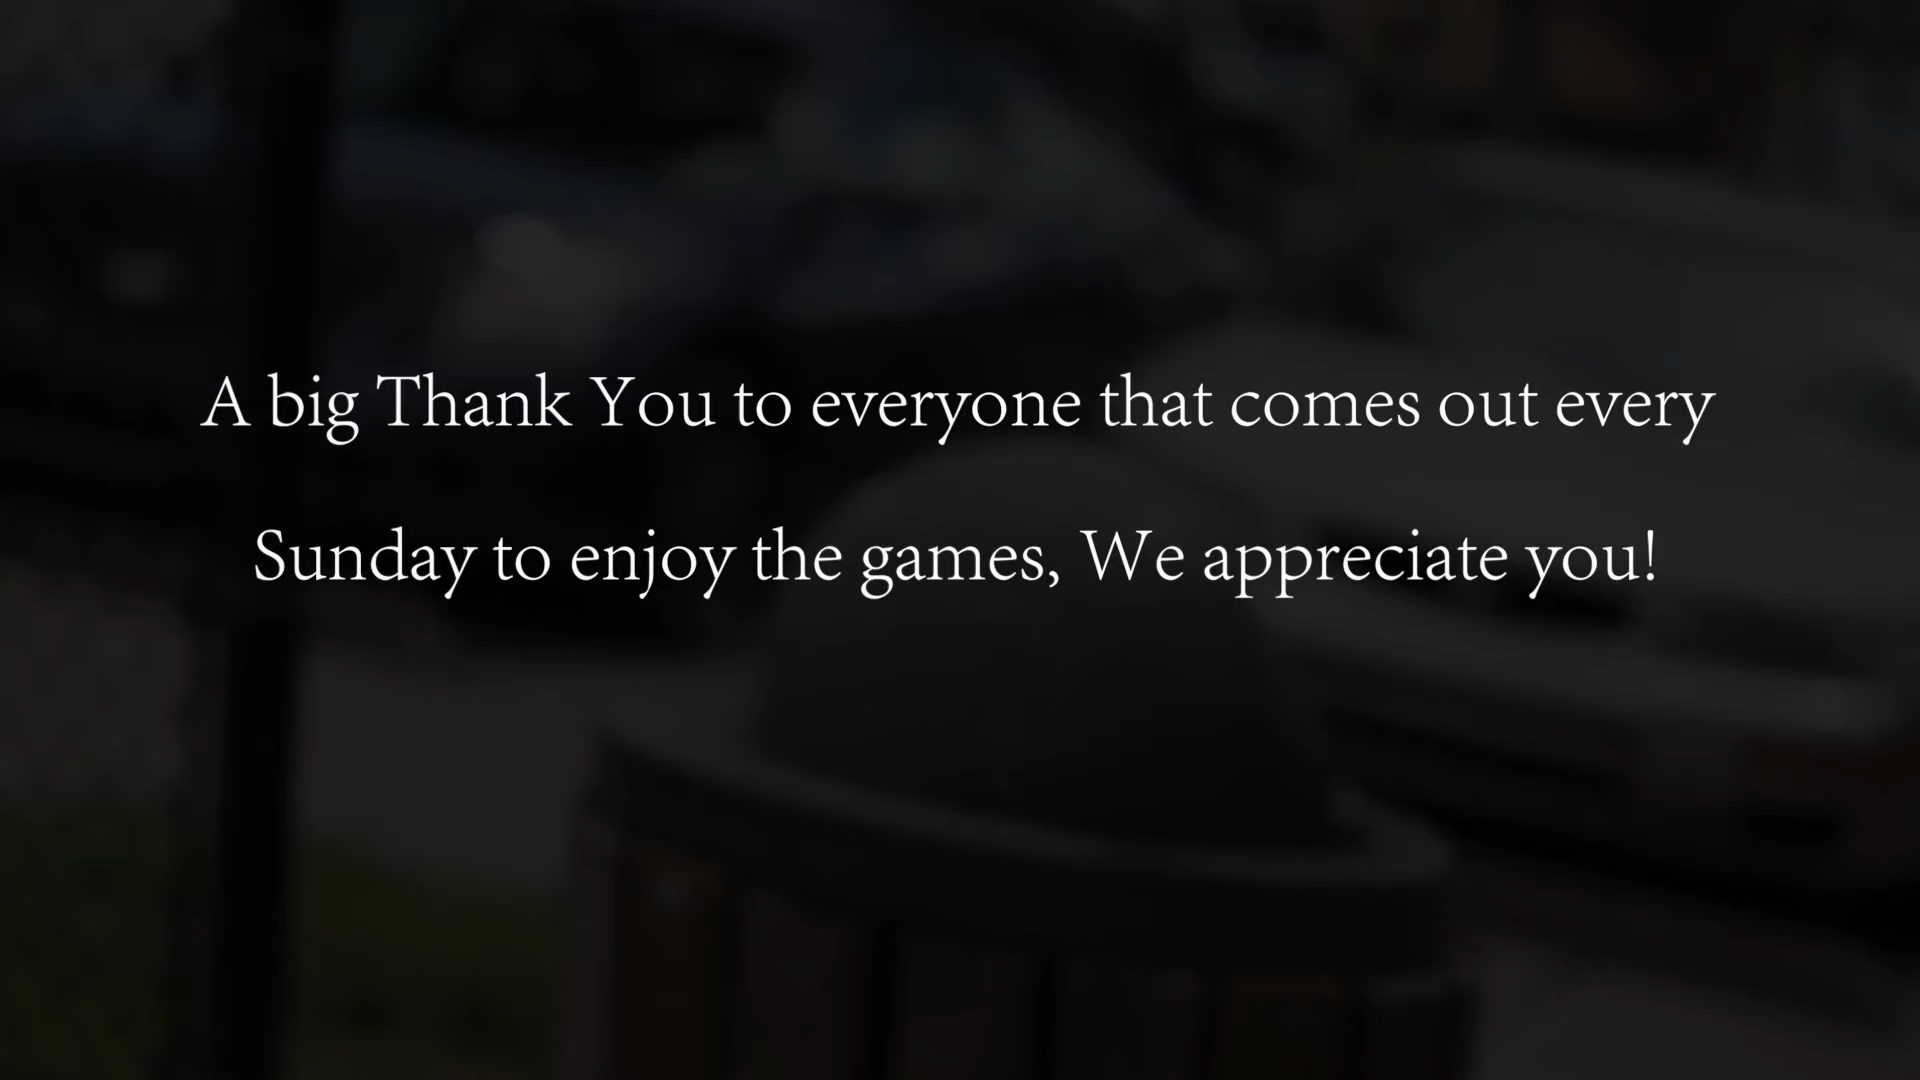 A big Thank You to everyone that comes out every
Sunday to enjoy the games, We appreciate you!